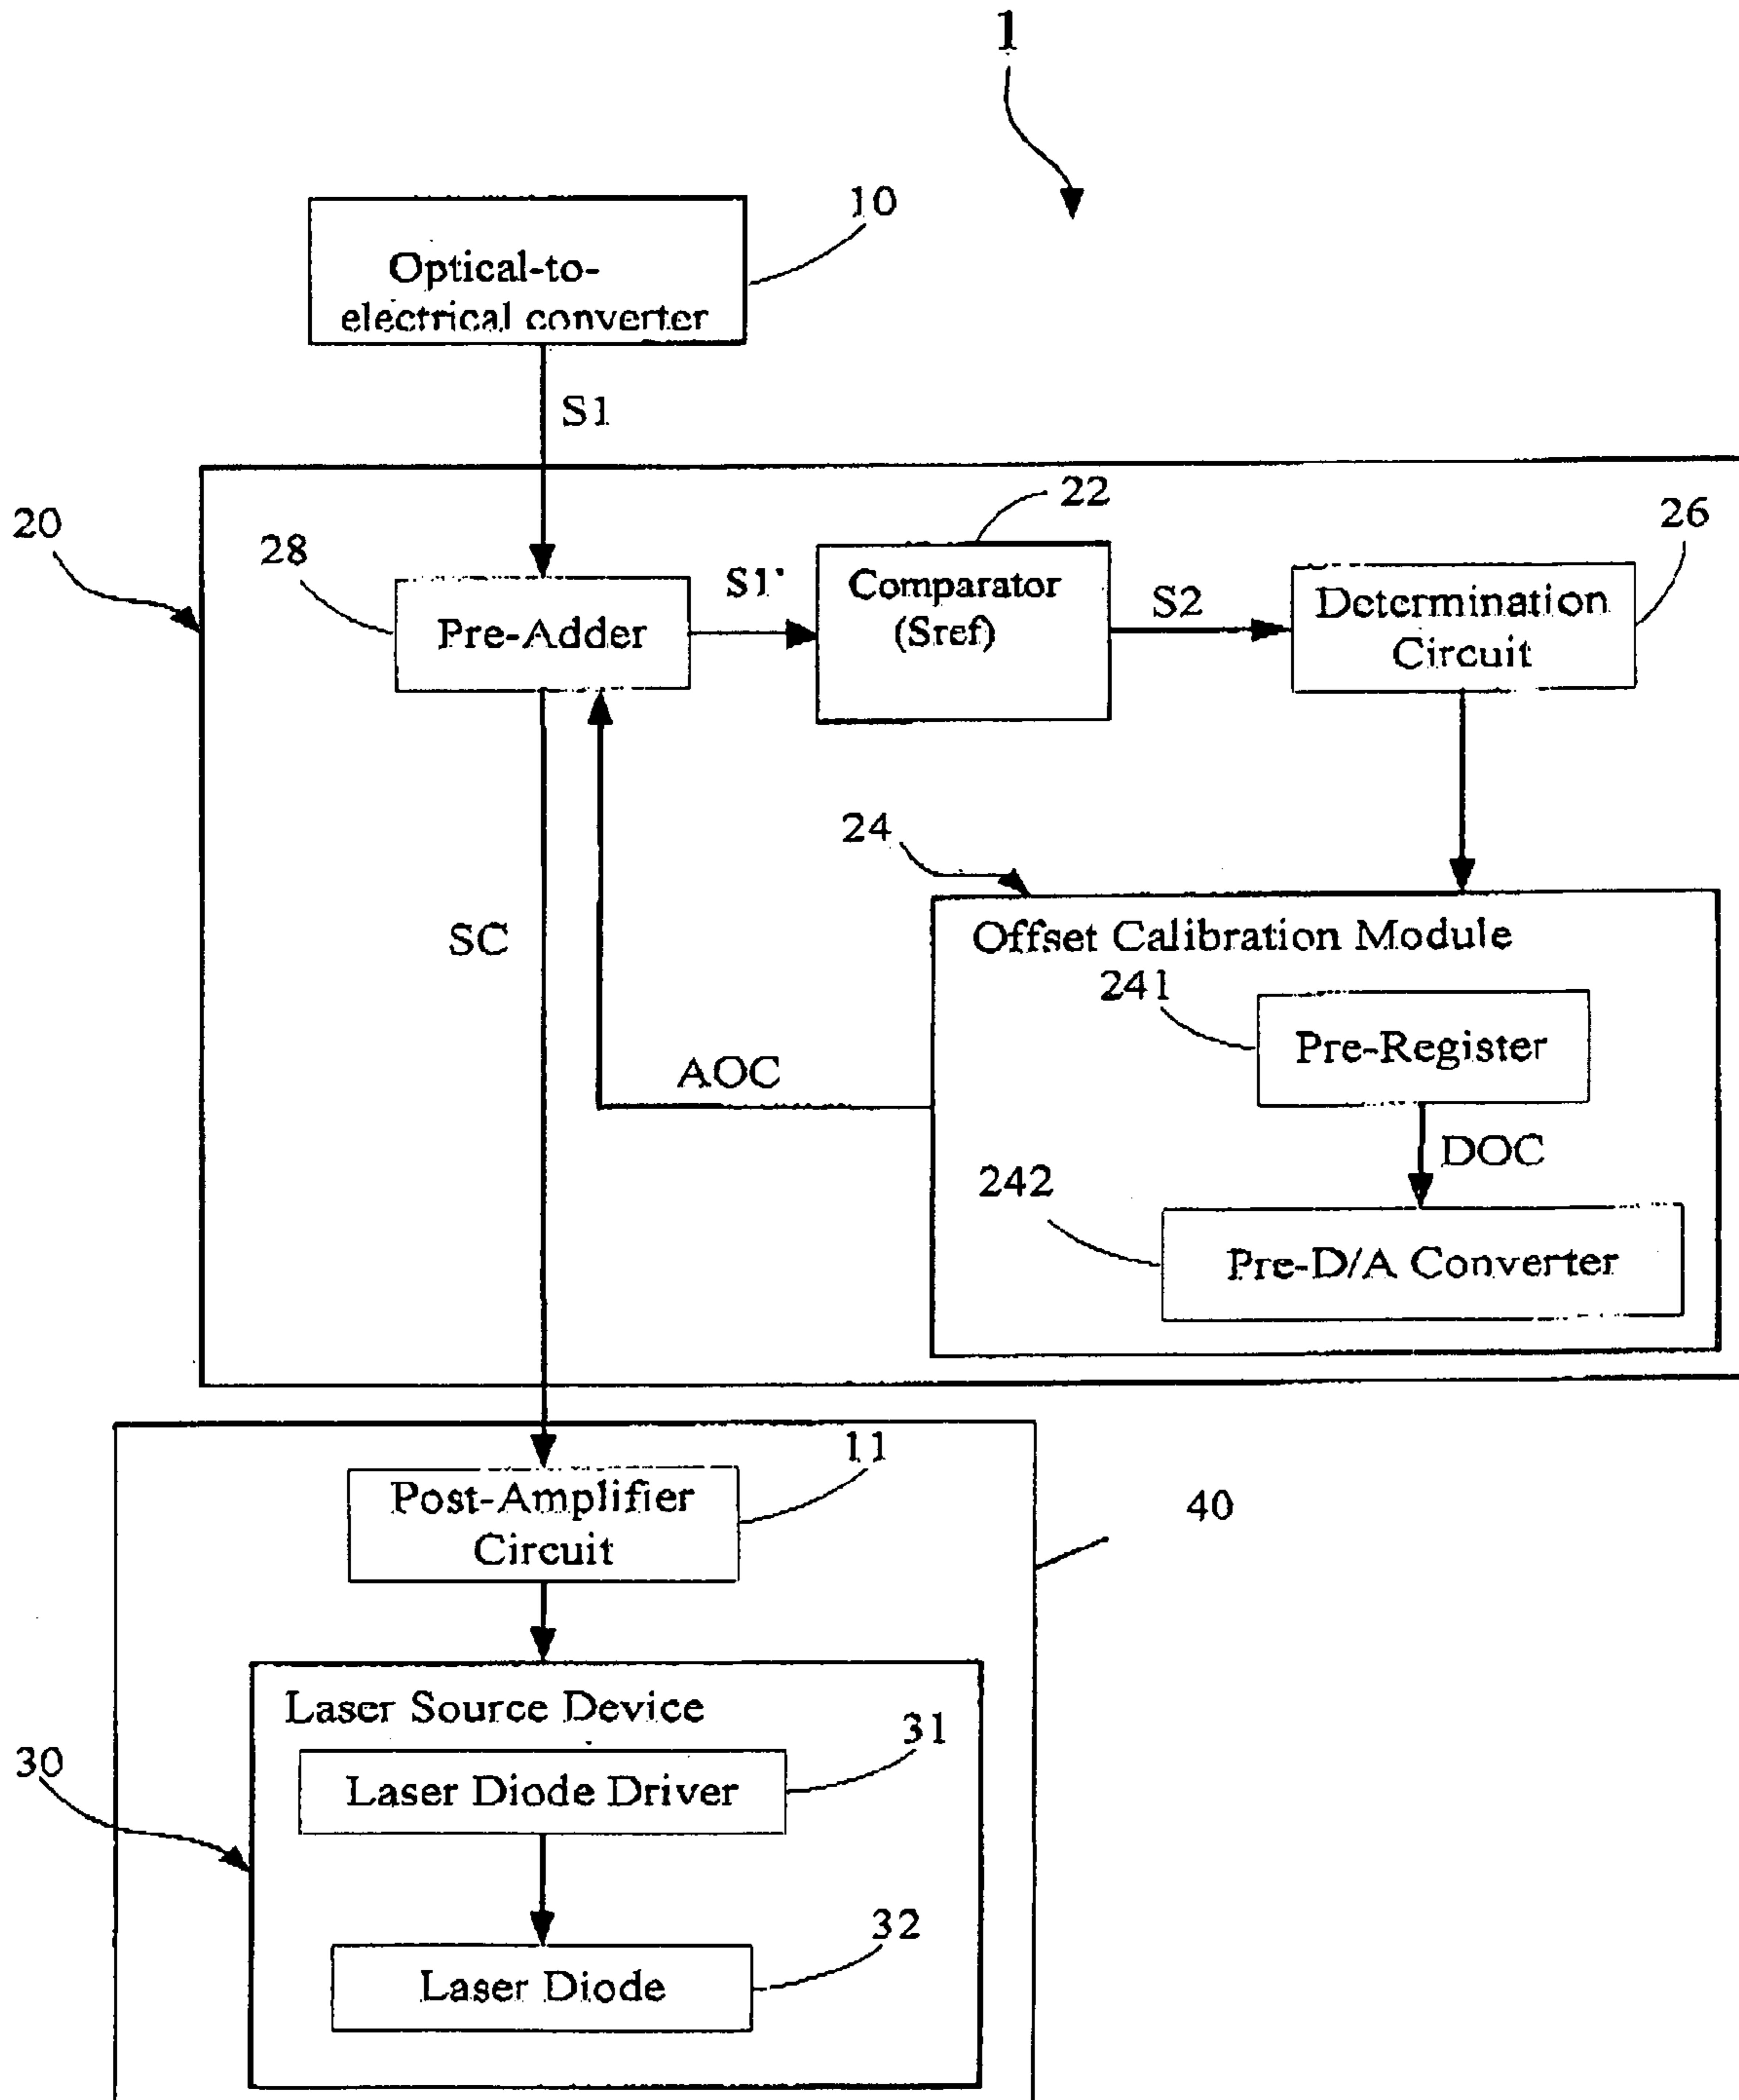 1
10
Optical-to-
electrical converter
S1
20
28
22
26
Pre-Adder
S1'
Comparator
(Sref)
S2
Determination
Circuit
24
SC
Offset Calibration Module
241
Pre-Register
AOC
DOC
242
Pre-D/A Converter
11
Post-Amplifier
Circuit
40
Laser Source Device
30
31
Laser Diode Driver
32
Laser Diode